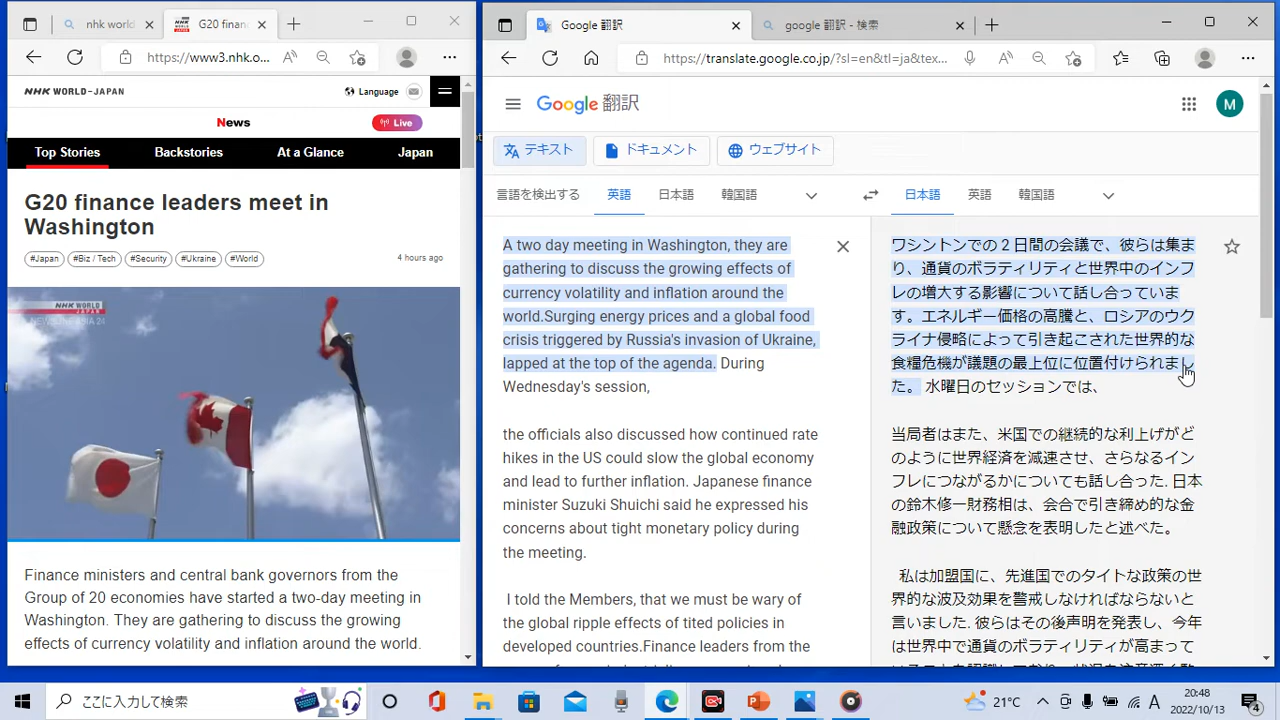 nhk world
G20 finan
https://www3.nhk.o...
NHK WORLD-JAPAN
Language
News
Live
Top Stories
Backstories
At a Glance
Japan
G20 finance leaders meet in
Washington
#Japan
#Biz / Tech
#Security
#Ukraine
#World
4 hours ago
NHK WORLD
JAPAN
Finance ministers and central bank governors from the
Group of 20 economies have started a two-day meeting in
Washington. They are gathering to discuss the growing
effects of currency volatility and inflation around the world.
Google 翻訳
google 翻訳 - 検索
https://translate.google.co.jp/?sl=en&tl=ja&tex...
Google 翻訳
M
テキスト
ドキュメント
ウェブサイト
言語を検出する
英語
日本語
韓国語
日本語
英語
韓国語
A two day meeting in Washington, they are
gathering to discuss the growing effects of
currency volatility and inflation around the
world.Surging energy prices and a global food
crisis triggered by Russia's invasion of Ukraine,
lapped at the top of the agenda. During
Wednesday's session,
the officials also discussed how continued rate
hikes in the US could slow the global economy
and lead to further inflation. Japanese finance
minister Suzuki Shuichi said he expressed his
concerns about tight monetary policy during
the meeting.
I told the Members, that we must be wary of
the global ripple effects of tited policies in
developed countries.Finance leaders from the
ワシントンでの 2 日間の会議で、彼らは集ま
り、通貨のボラティリティと世界中のインフ
レの増大する影響について話し合っていま
す。エネルギー価格の高騰と、ロシアのウク
ライナ侵略によって引き起こされた世界的な
食糧危機が議題の最上位に位置付けられまし
た。 水曜日のセッションでは、
当局者はまた、米国での継続的な利上げがど
のように世界経済を減速させ、さらなるイン
フレにつながるかについても話し合った. 日本
の鈴木修一財務相は、会合で引き締め的な金
融政策について懸念を表明したと述べた。
私は加盟国に、先進国でのタイトな政策の世
界的な波及効果を警戒しなければならないと
言いました. 彼らはその後声明を発表し、今年
は世界中で通貨のボラティリティが高まって
ここに入力して検索
21°C
A
20:48
2022/10/13
4